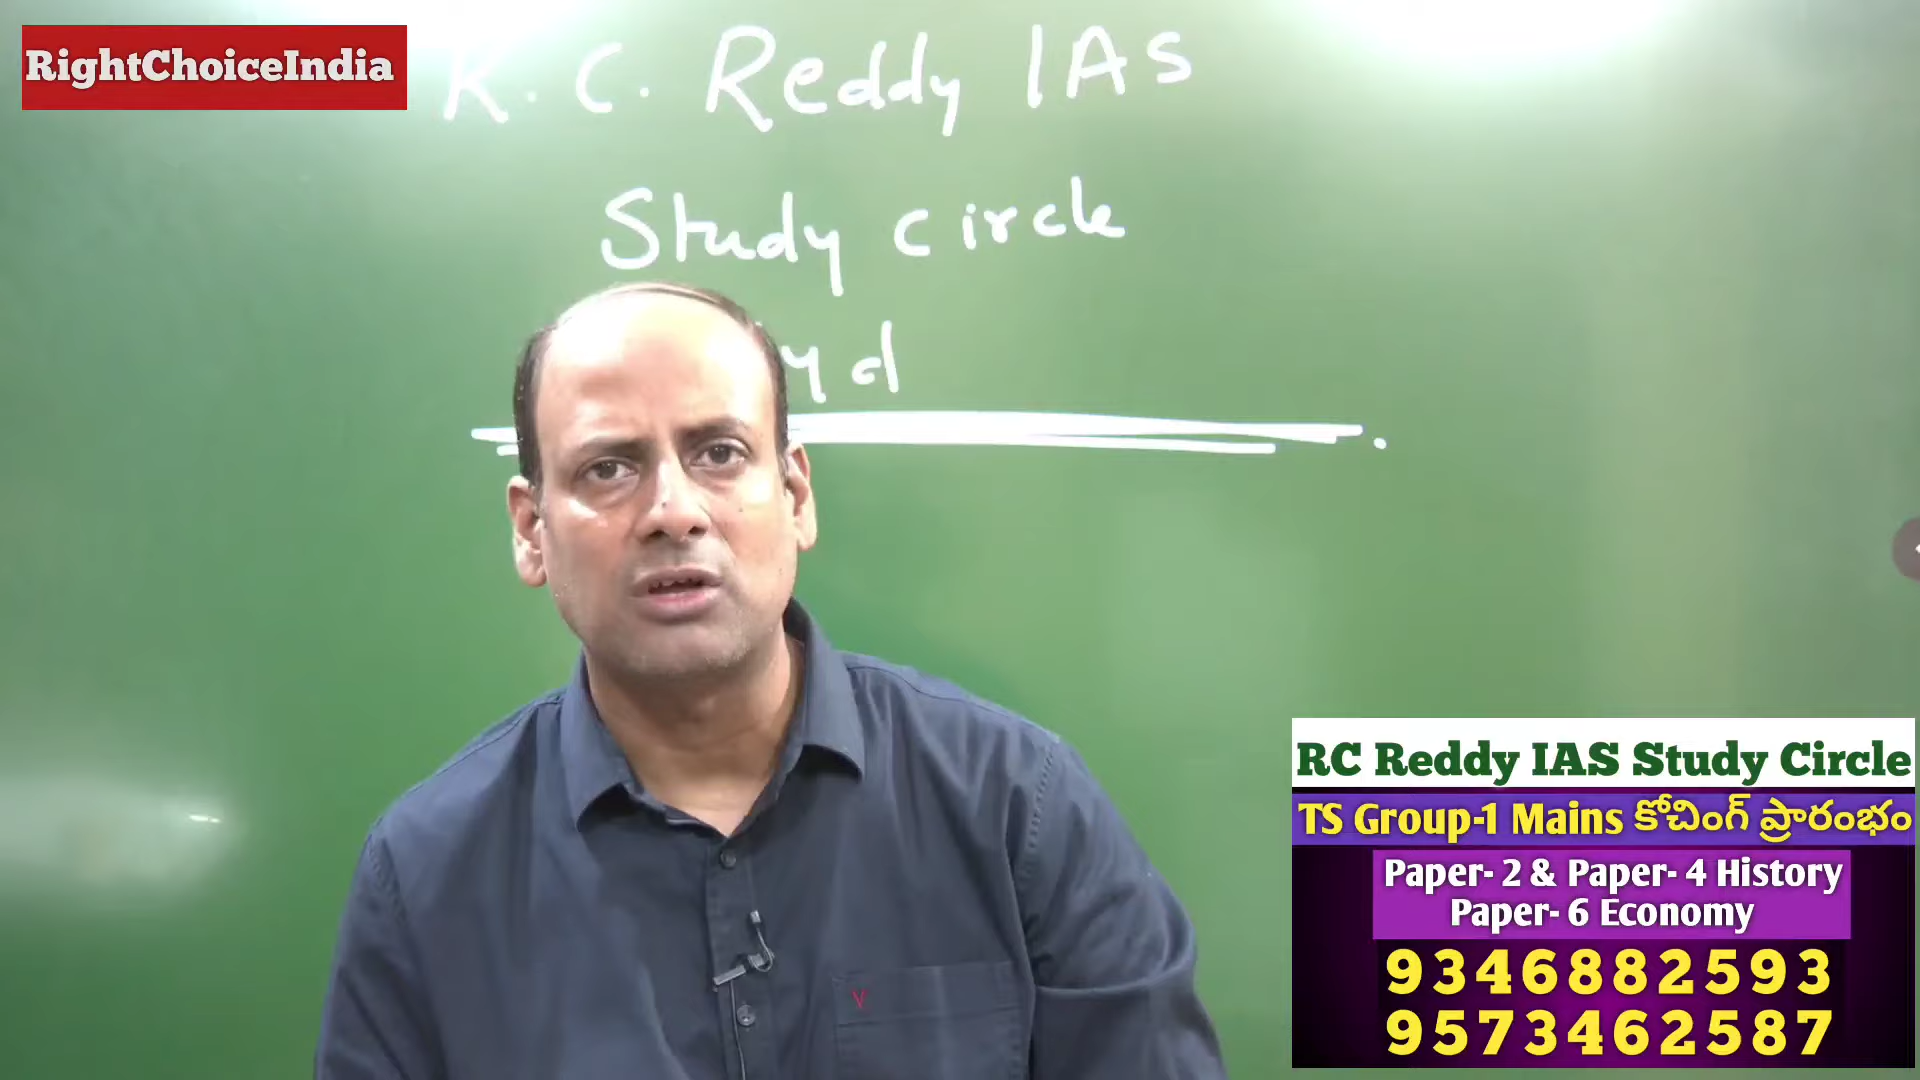 RightChoiceIndia
R. C. Reddy IAS
Study circle
yd
RC Reddy IAS Study Circle
TS Group-1 Mains కోచింగ్ ప్రారంభం
Paper- 2 & Paper- 4 History
Paper- 6 Economy
9346882593
9573462587
V